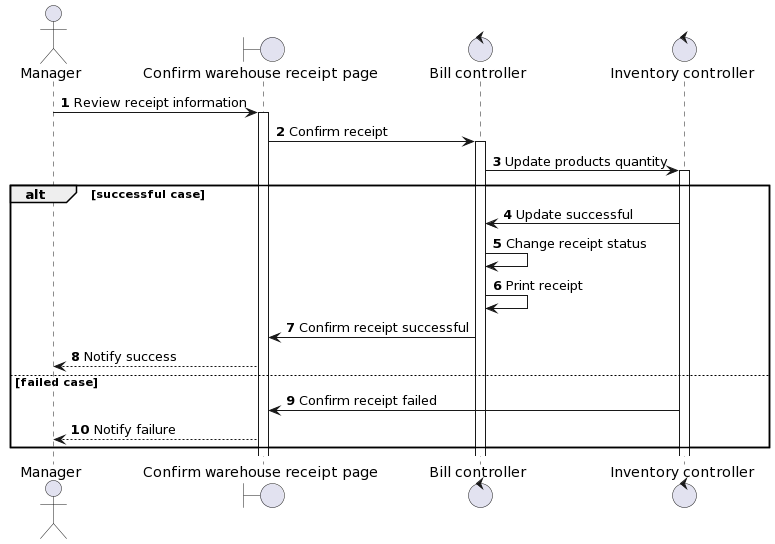 Manager
Confirm warehouse receipt page
Bill controller
Inventory controller
1 Review receipt information
2 Confirm receipt
3 Update products quantity
alt [successful case]
4 Update successful
5 Change receipt status
6 Print receipt
7 Confirm receipt successful
8 Notify success
[failed case]
9 Confirm receipt failed
10 Notify failure
Manager
Confirm warehouse receipt page
Bill controller
Inventory controller